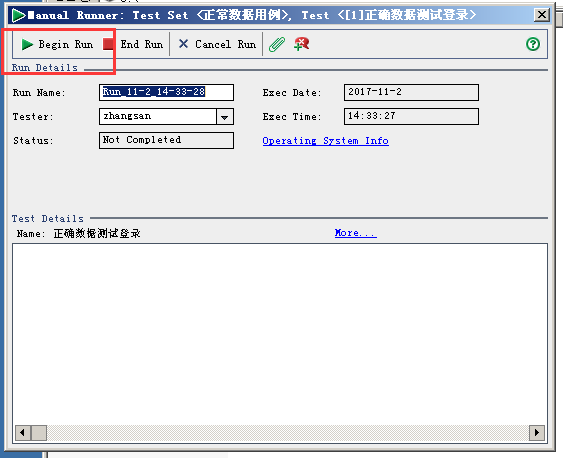 Manual Runner: Test Set <正常数据用例>, Test <[1]正确数据测试登录>
Begin Run End Run Cancel Run
Run Details
Run Name: Run_11-2_14-33-28 Exec Date: 2017-11-2
Tester: zhangsan Exec Time: 14:33:27
Status: Not Completed Operating System Info
Test Details
Name: 正确数据测试登录 More...